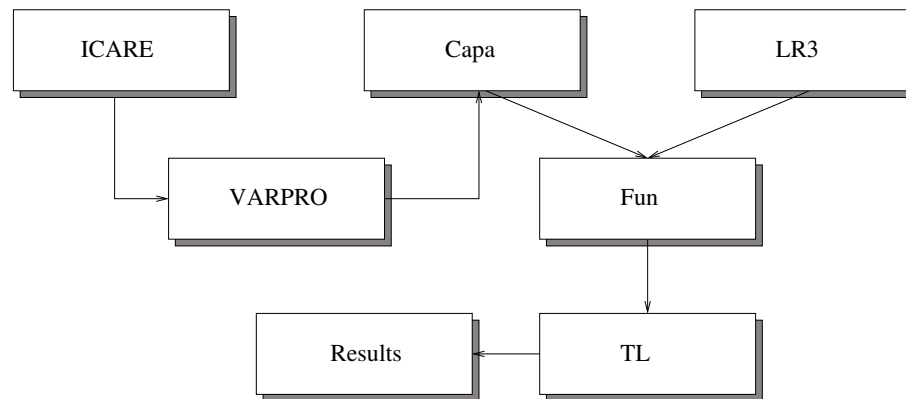 ICARE
Capa
LR3
VARPRO
Fun
Results
TL